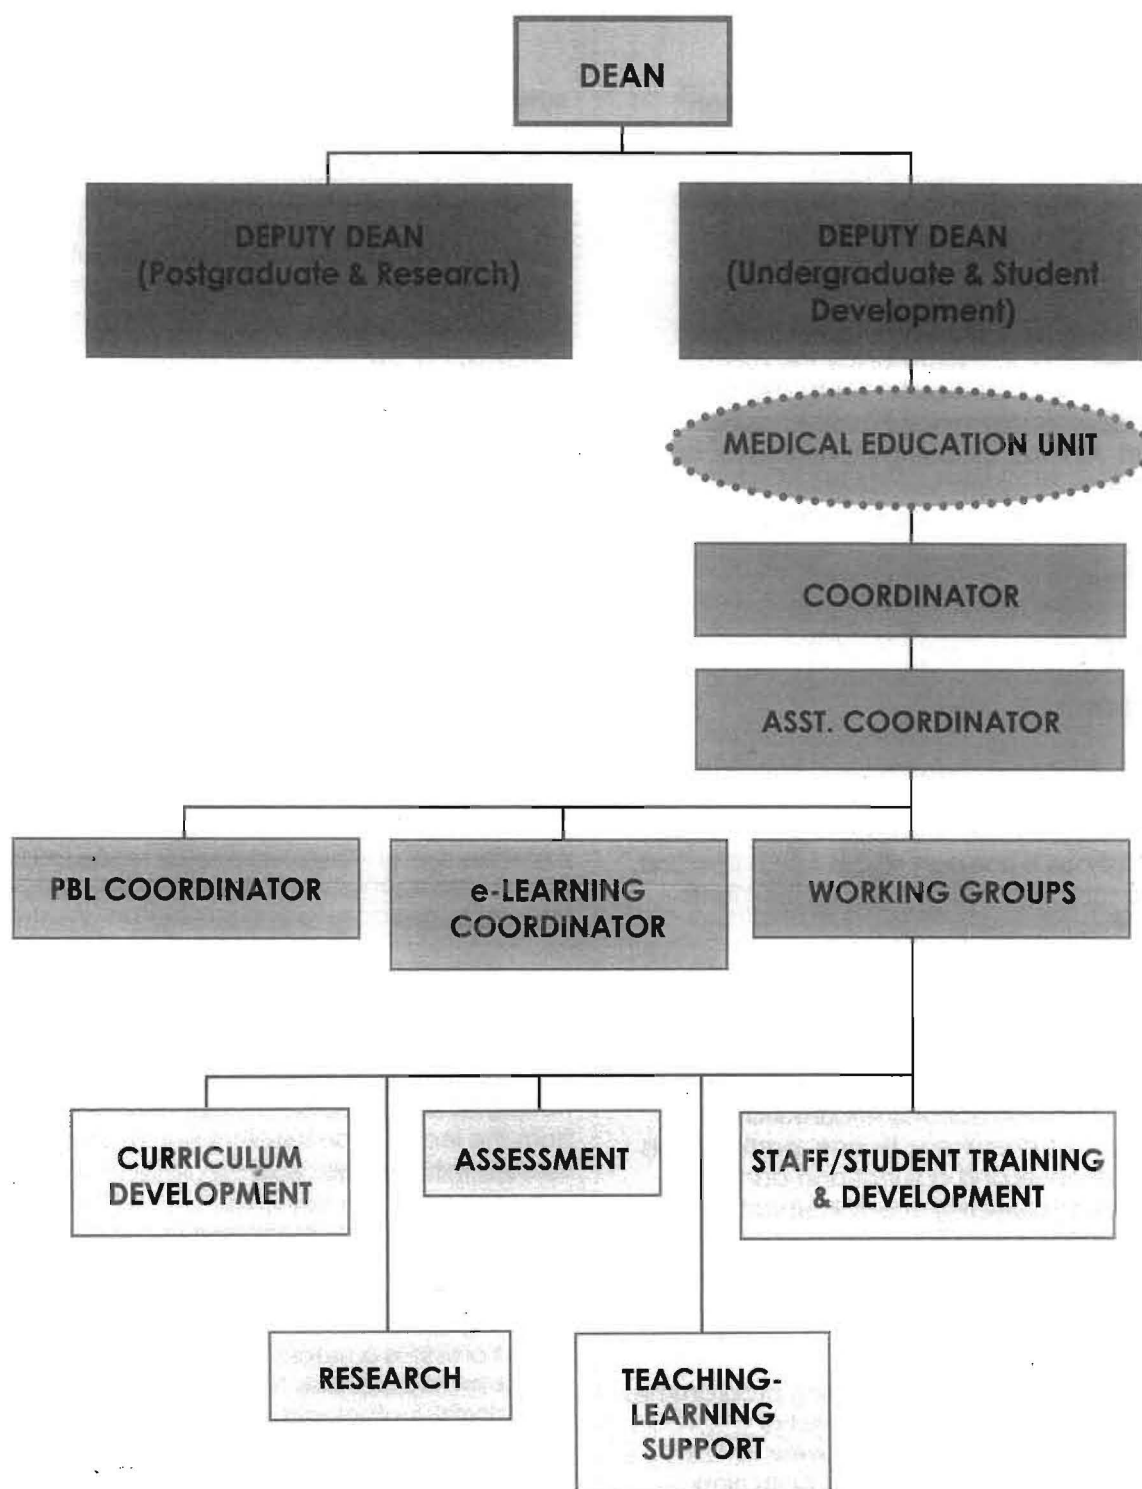 DEAN
DEPUTY DEAN
(Postgraduate & Research)
DEPUTY DEAN
(Undergraduate & Student
Development)
MEDICAL EDUCATION UNIT
COORDINATOR
ASST. COORDINATOR
PBL COORDINATOR
e-LEARNING
COORDINATOR
WORKING GROUPS
CURRICULUM
DEVELOPMENT
ASSESSMENT
STAFF/STUDENT TRAINING
& DEVELOPMENT
RESEARCH
TEACHING-
LEARNING
SUPPORT